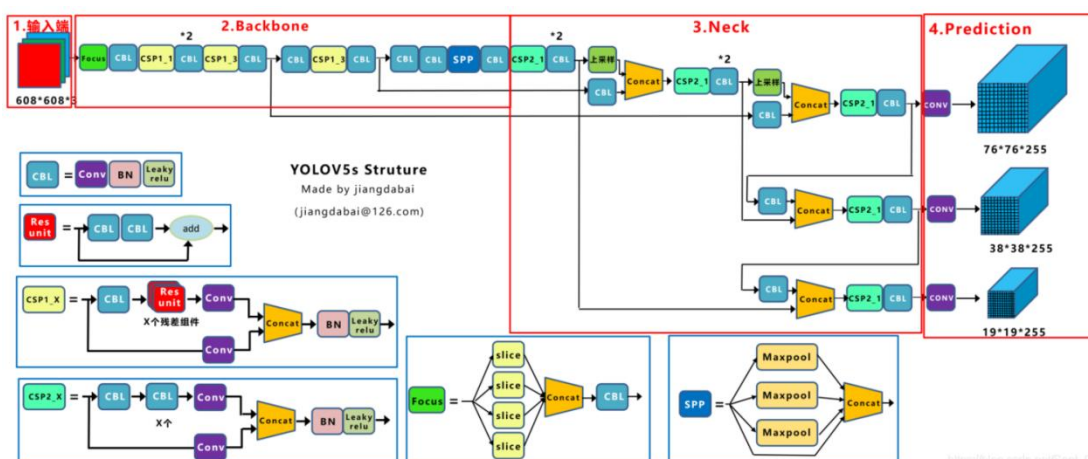 1.输入端
2.Backbone
3.Neck
4.Prediction
*2
*2
*2
Focus CBL CSP1_1 CBL CSP1_3 CBL CBL CSP1_3 CBL CBL CBL SPP CBL CSP2_1 CBL 上采样 Concat CSP2_1 CBL 上采样 Concat CSP2_1 CBL CONV
CBL
CBL
608*608*3
76*76*255
CBL Concat CSP2_1 CBL CONV
38*38*255
CBL Concat CSP2_1 CBL CONV
19*19*255
YOLOV5s Struture
Made by jiangdabai
(jiangdabai@126.com)
CBL = Conv BN Leaky relu
Res unit = CBL CBL add
CSP1_X = CBL Res unit Conv Concat BN Leaky relu
X个残差组件
Conv
CSP2_X = CBL CBL Conv Concat BN Leaky relu
X个
Conv
Focus = slice slice slice slice Concat CBL
SPP = Maxpool Maxpool Maxpool Concat